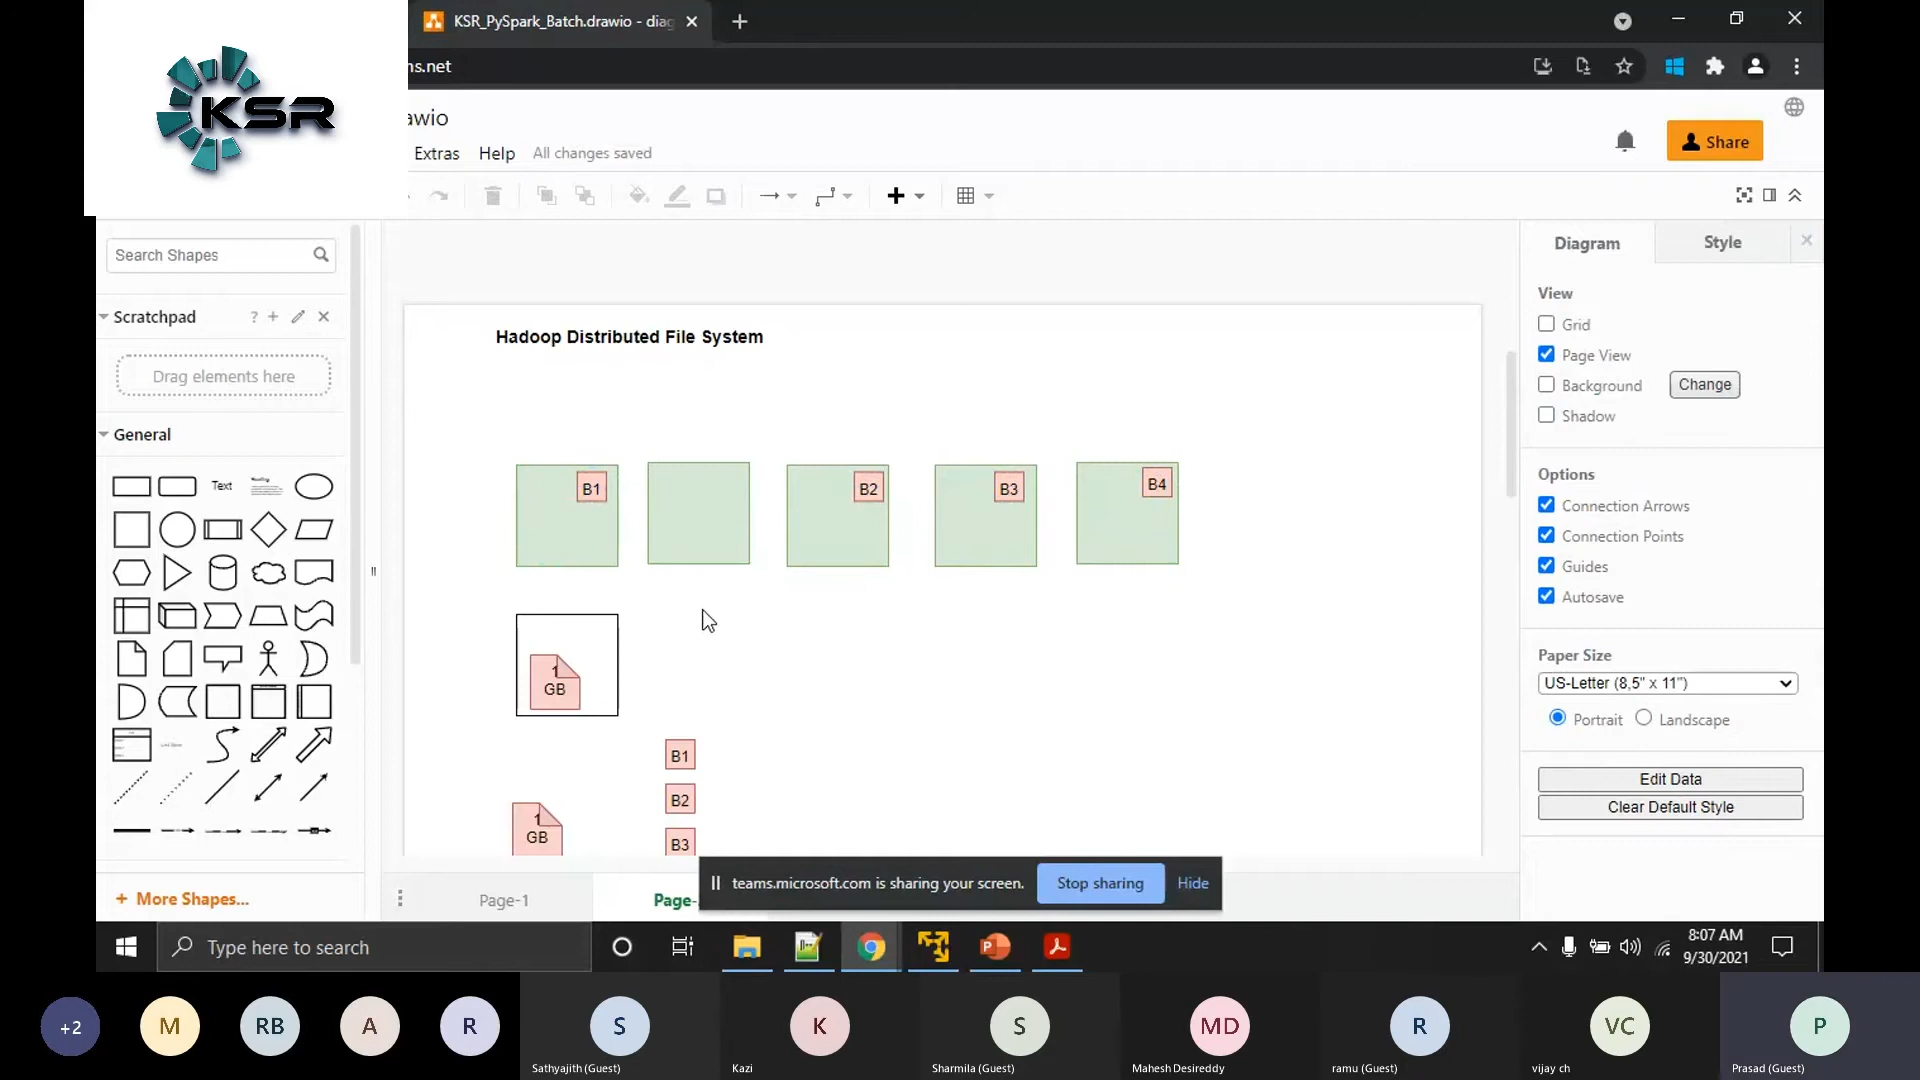 KSR_PySpark_Batch.drawio - diag
ns.net
KSR
awio
Extras
Help
All changes saved
Share
Search Shapes
Scratchpad
?
Drag elements here
General
Text
Heading
More Shapes...
Hadoop Distributed File System
B1
B2
B3
B4
1
GB
B1
B2
B3
1
GB
Page-1
Page-
teams.microsoft.com is sharing your screen.
Stop sharing
Hide
Diagram
Style
View
Grid
Page View
Background
Change
Shadow
Options
Connection Arrows
Connection Points
Guides
Autosave
Paper Size
US-Letter (8,5" x 11")
Portrait
Landscape
Edit Data
Clear Default Style
Type here to search
8:07 AM
9/30/2021
+2
M
RB
A
R
S
K
S
MD
R
VC
P
Sathyajith (Guest)
Kazi
Sharmila (Guest)
Mahesh Desireddy
ramu (Guest)
vijay ch
Prasad (Guest)